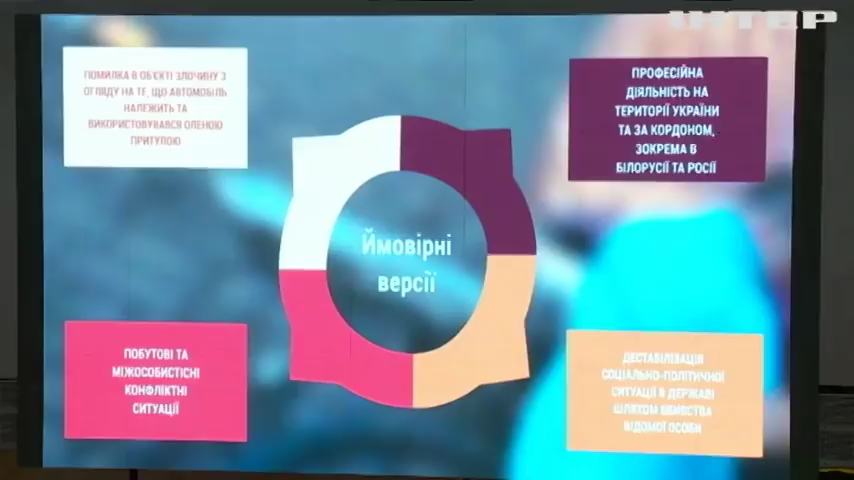 ІНТЕР
ПОМИЛКА В ОБ'ЄКТІ ЗЛОЧИНУ З
ОГЛЯДУ НА ТЕ, ЩО АВТОМОБІЛЬ
НАЛЕЖИТЬ ТА
ВИКОРИСТОВУВАВСЯ ОЛЕНОЮ
ПРИТУЛОЮ
ПРОФЕСІЙНА
ДІЯЛЬНІСТЬ НА
ТЕРИТОРІЇ УКРАЇНИ
ТА ЗА КОРДОНОМ,
ЗОКРЕМА В
БІЛОРУСІЇ ТА РОСІЇ
Ймовірні
версії
ПОБУТОВІ ТА
МІЖОСОБИСТІСНІ
КОНФЛІКТНІ
СИТУАЦІЇ
ДЕСТАБІЛІЗАЦІЯ
СОЦІАЛЬНО-ПОЛІТИЧНОЇ
СИТУАЦІЇ В ДЕРЖАВІ
ШЛЯХОМ ВБИВСТВА
ВІДОМОЇ ОСОБИ